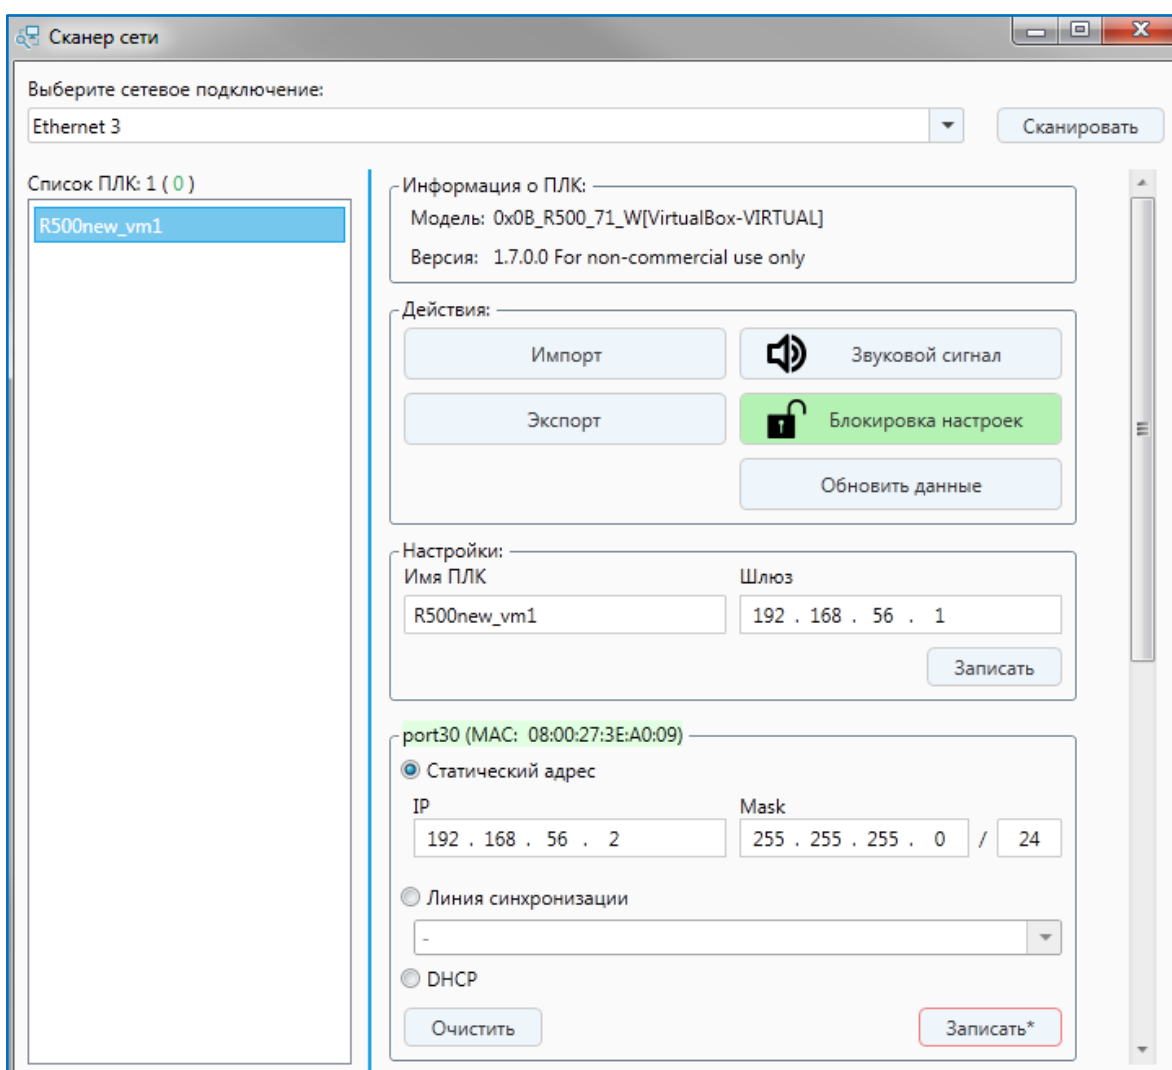 Сканер сети
Выберите сетевое подключение:
Ethernet 3
Сканировать
Список ПЛК: 1 ( 0 )
R500new_vm1
Информация о ПЛК:
Модель: 0x0B_R500_71_W[VirtualBox-VIRTUAL]
Версия: 1.7.0.0 For non-commercial use only
Действия:
Импорт
Звуковой сигнал
Экспорт
Блокировка настроек
Обновить данные
Настройки:
Имя ПЛК
Шлюз
R500new_vm1
192 . 168 . 56 . 1
Записать
port30 (MAC: 08:00:27:3E:A0:09)
Статический адрес
IP
Mask
192 . 168 . 56 . 2
255 . 255 . 255 . 0 / 24
Линия синхронизации
-
DHCP
Очистить
Записать*